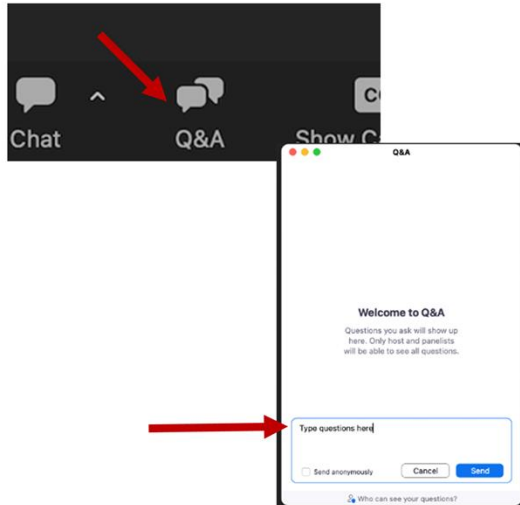 Chat
Q&A
Show
Q&A
Welcome to Q&A
Questions you ask will show up
here. Only host and panelists
will be able to see all questions.
Type questions here
Send anonymously
Cancel
Send
Who can see your questions?